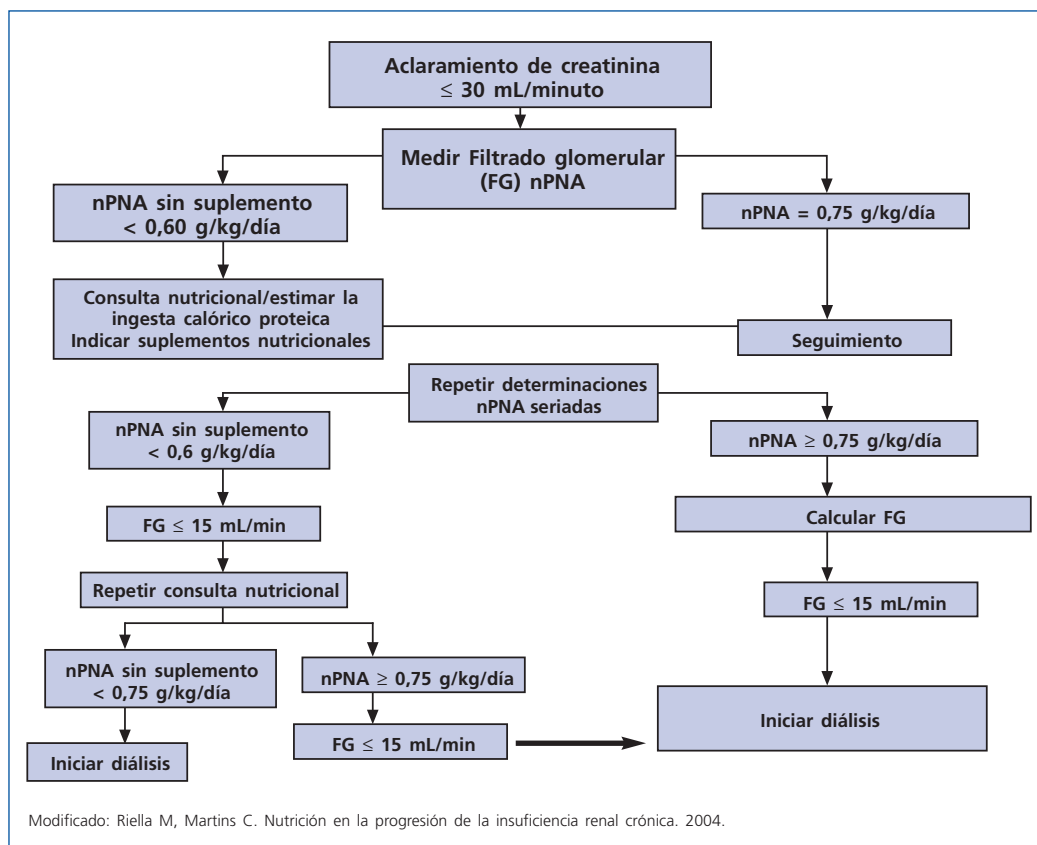 Aclaramiento de creatinina
≤ 30 mL/minuto
Medir Filtrado glomerular
(FG) nPNA
nPNA sin suplemento
< 0,60 g/kg/día
nPNA = 0,75 g/kg/día
Consulta nutricional/estimar la
ingesta calórico proteica
Indicar suplementos nutricionales
Seguimiento
Repetir determinaciones
nPNA seriadas
nPNA sin suplemento
< 0,6 g/kg/día
nPNA ≥ 0,75 g/kg/día
FG ≤ 15 mL/min
Calcular FG
Repetir consulta nutricional
FG ≤ 15 mL/min
nPNA sin suplemento
< 0,75 g/kg/día
nPNA ≥ 0,75 g/kg/día
Iniciar diálisis
FG ≤ 15 mL/min
Iniciar diálisis
Modificado: Riella M, Martins C. Nutrición en la progresión de la insuficiencia renal crónica. 2004.